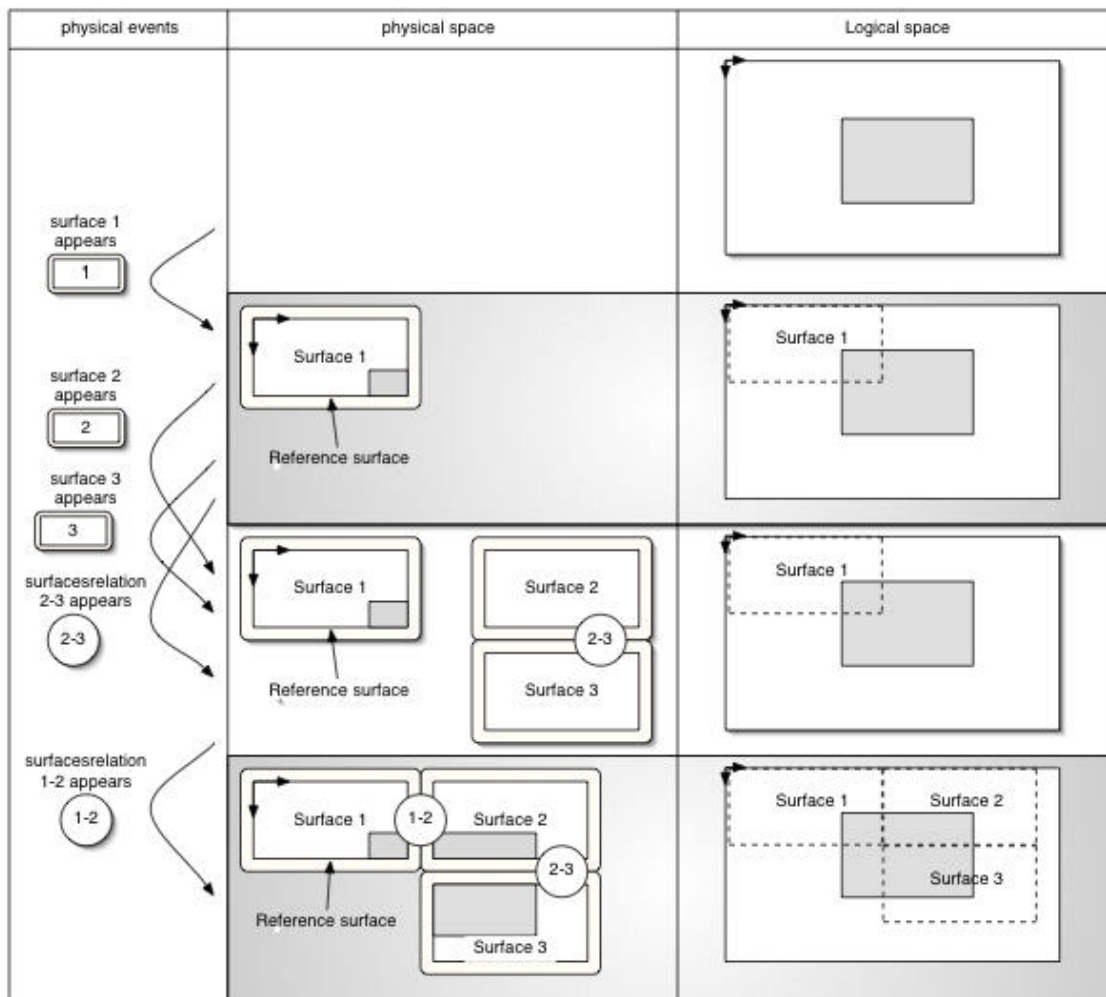 physical events
physical space
Logical space
surface 1
appears
1
Surface 1
Reference surface
Surface 1
surface 2
appears
2
surface 3
appears
3
surfacesrelation
2-3 appears
2-3
Surface 1
Reference surface
Surface 2
2-3
Surface 3
Surface 1
surfacesrelation
1-2 appears
1-2
Surface 1
1-2
Surface 2
2-3
Reference surface
Surface 3
Surface 1
Surface 2
Surface 3